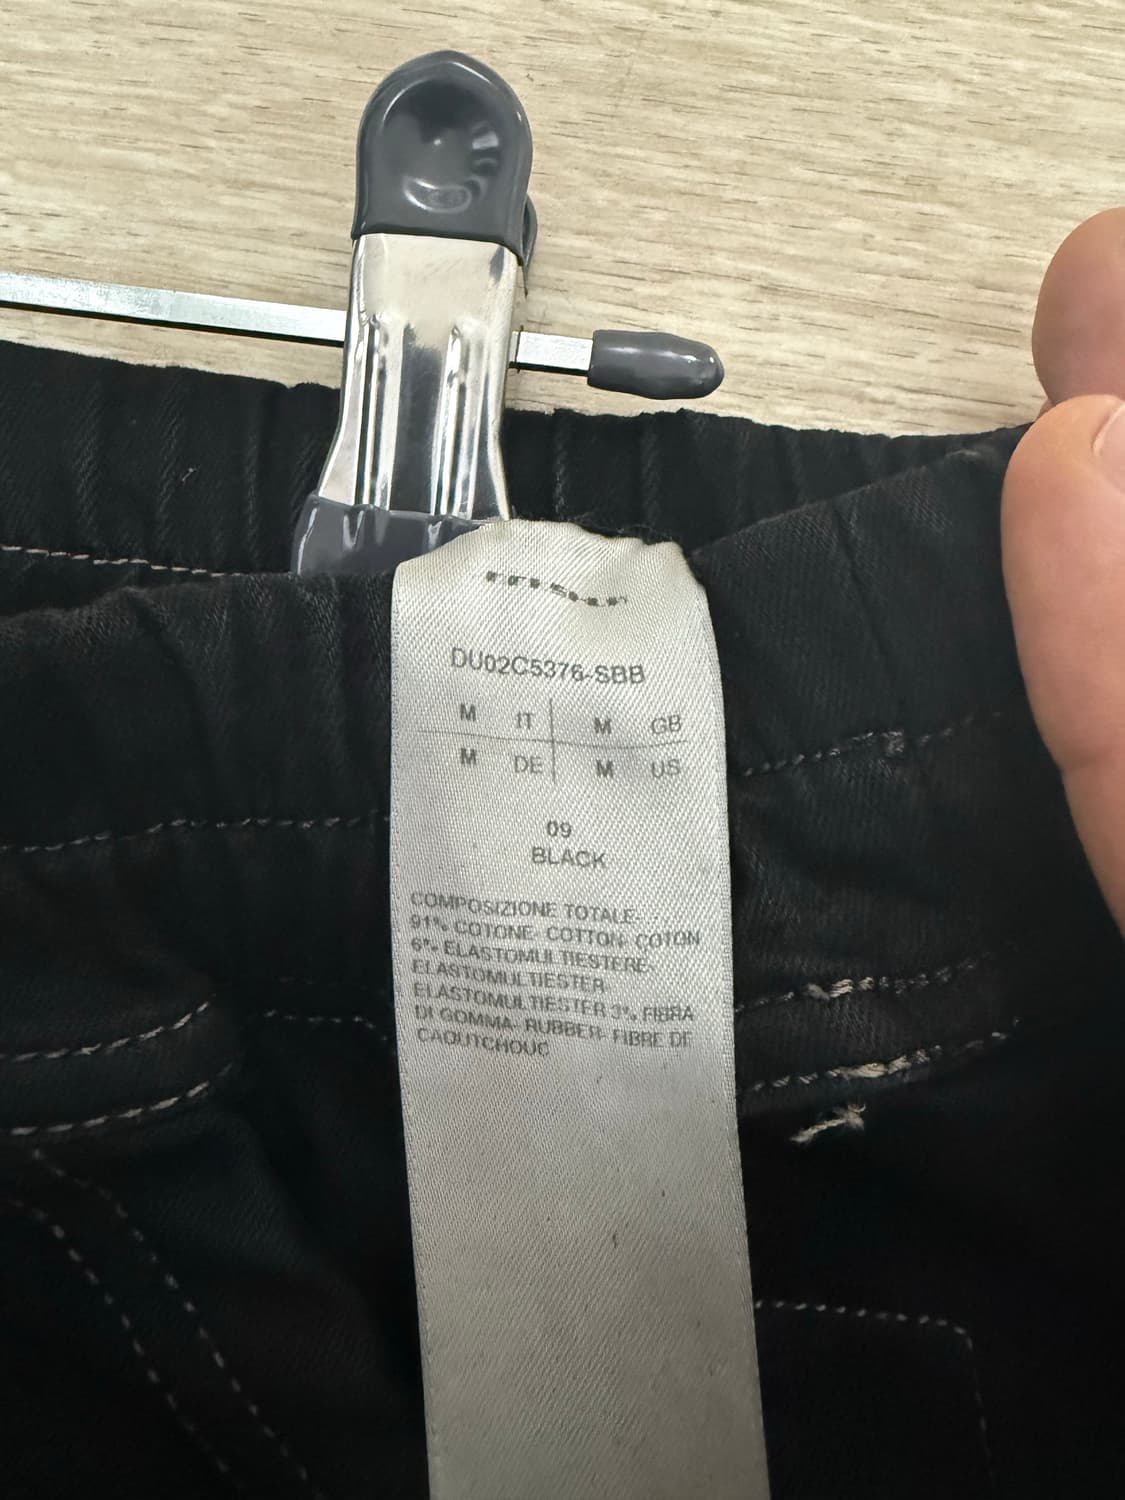 DU02C5376-SBB
M IT M GB
M DE M US
09
BLACK
COMPOSIZIONE TOTALE-
91% COTONE- COTTON- COTON
6% ELASTOMULTIESTERE-
ELASTOMULTIESTER-
ELASTOMULTIESTER 3% FIBRA
DI GOMMA- RUBBER- FIBRE DE
CAOUTCHOUC